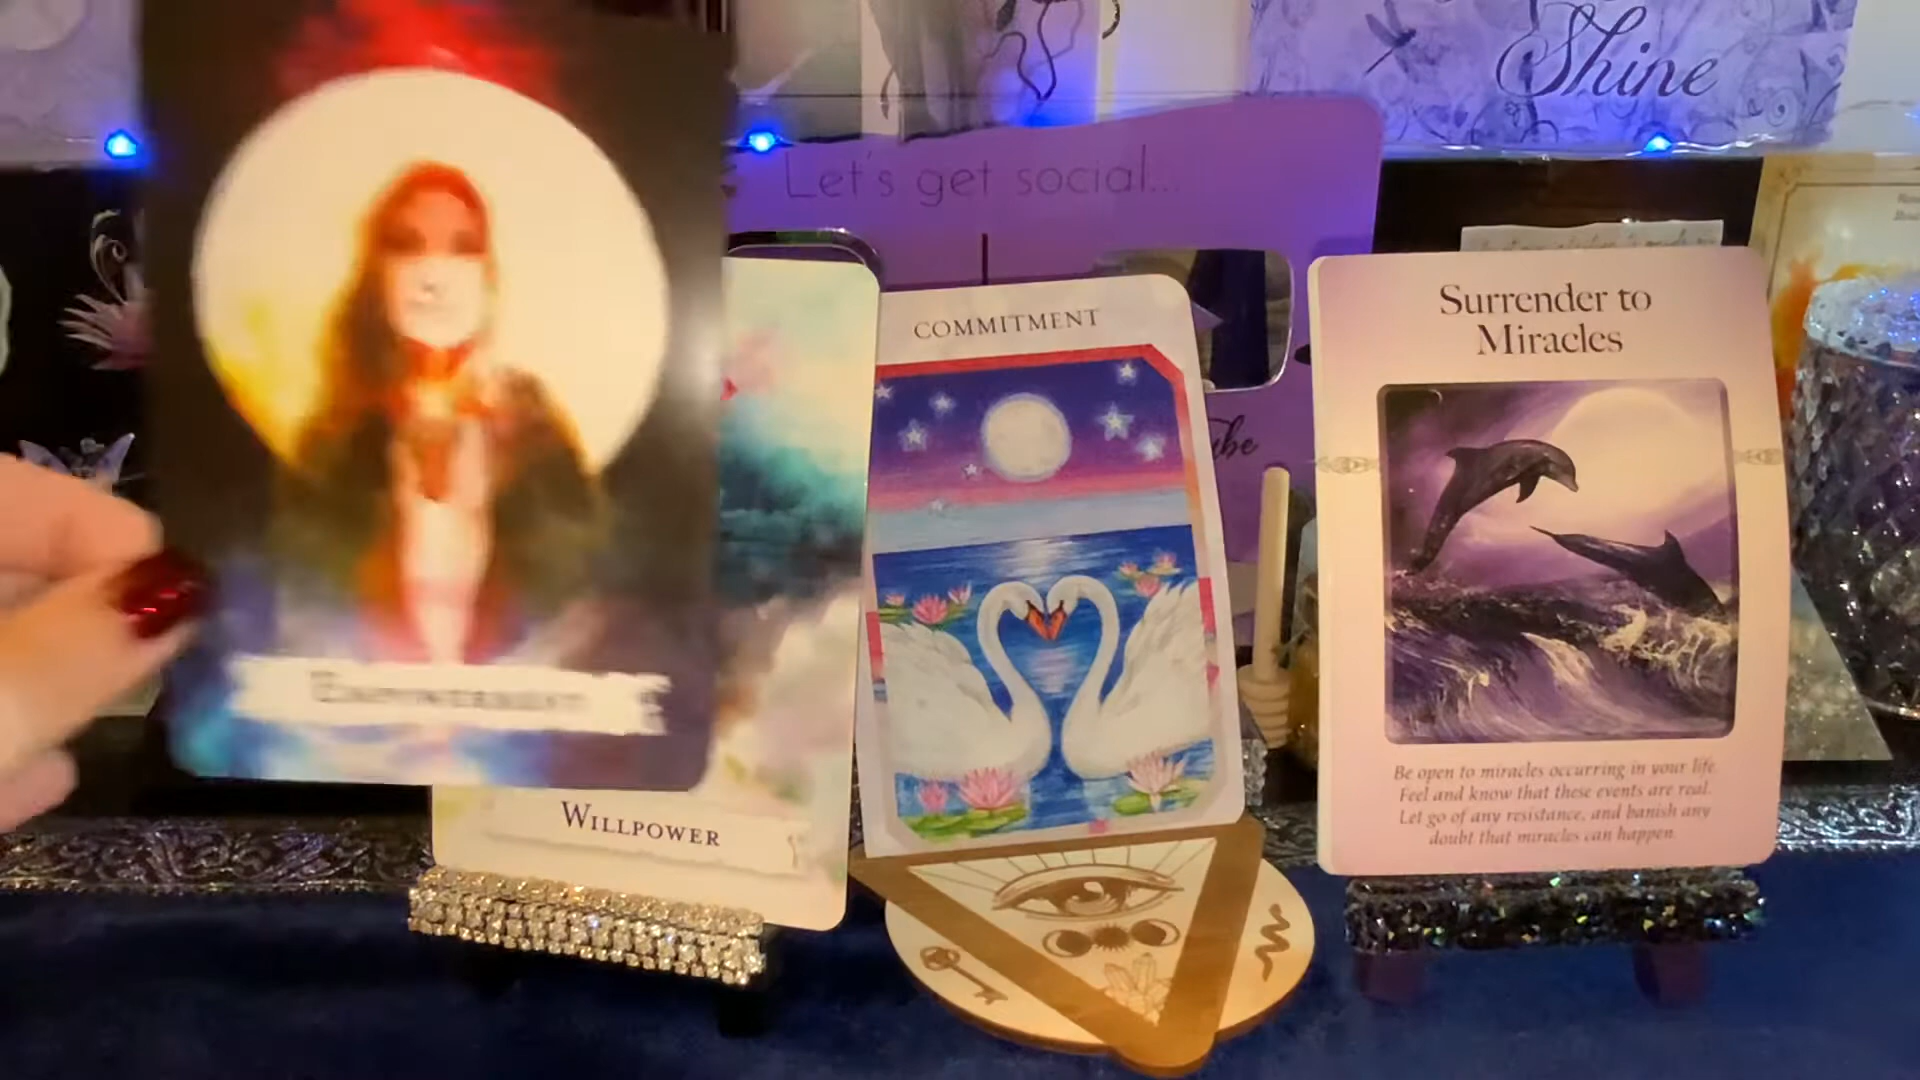 Shine
Let's get social...
COMMITMENT
Surrender to
Miracles
EMPOWERMENT
WILLPOWER
Be open to miracles occurring in your life.
Feel and know that these events are real.
Let go of any resistance, and banish any
doubt that miracles can happen.